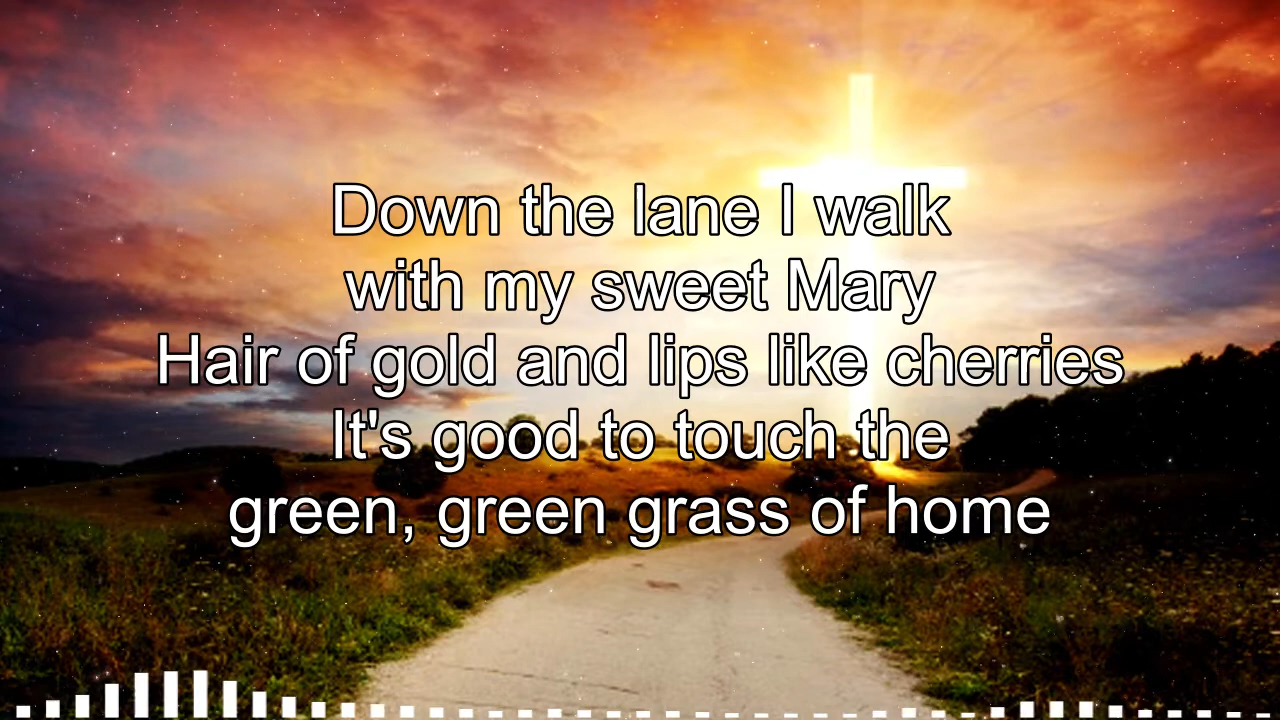 Down the lane I walk
with my sweet Mary
Hair of gold and lips like cherries
It's good to touch the
green, green grass of home